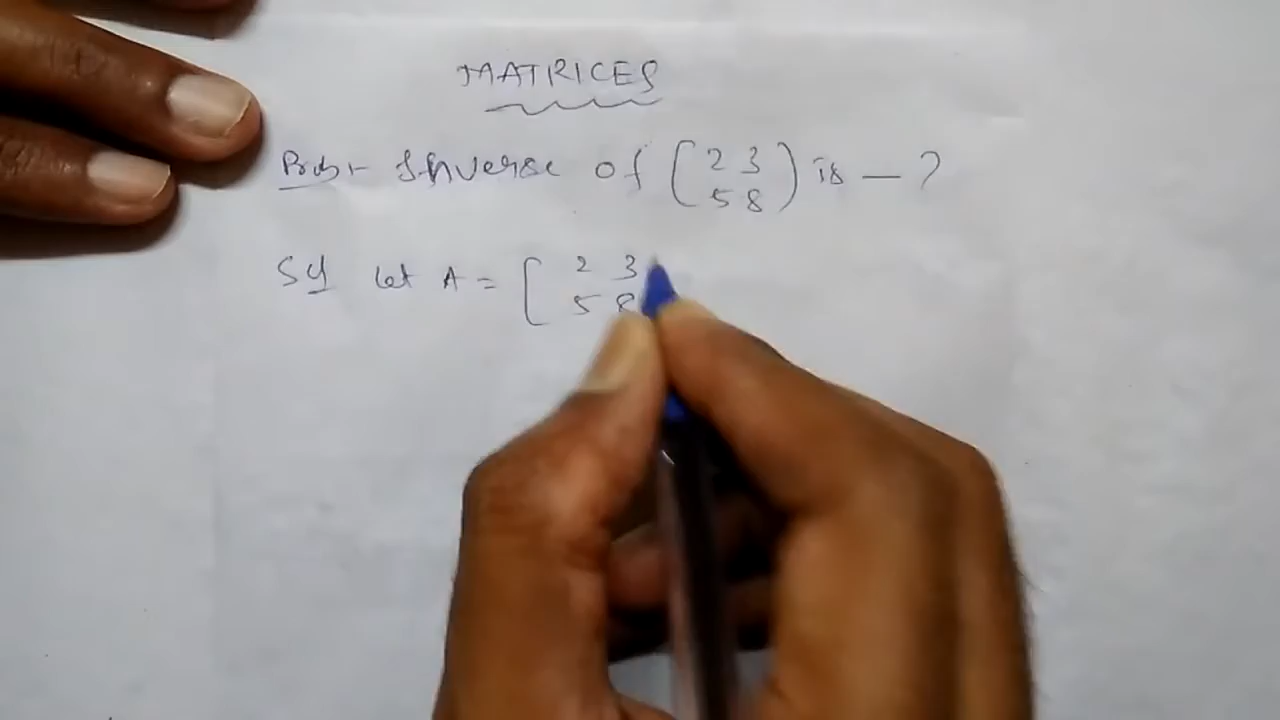 MATRICES
Prob:- Inverse of (2 3 is — ?
5 8)
Sol let A = [ 2 3
5 8